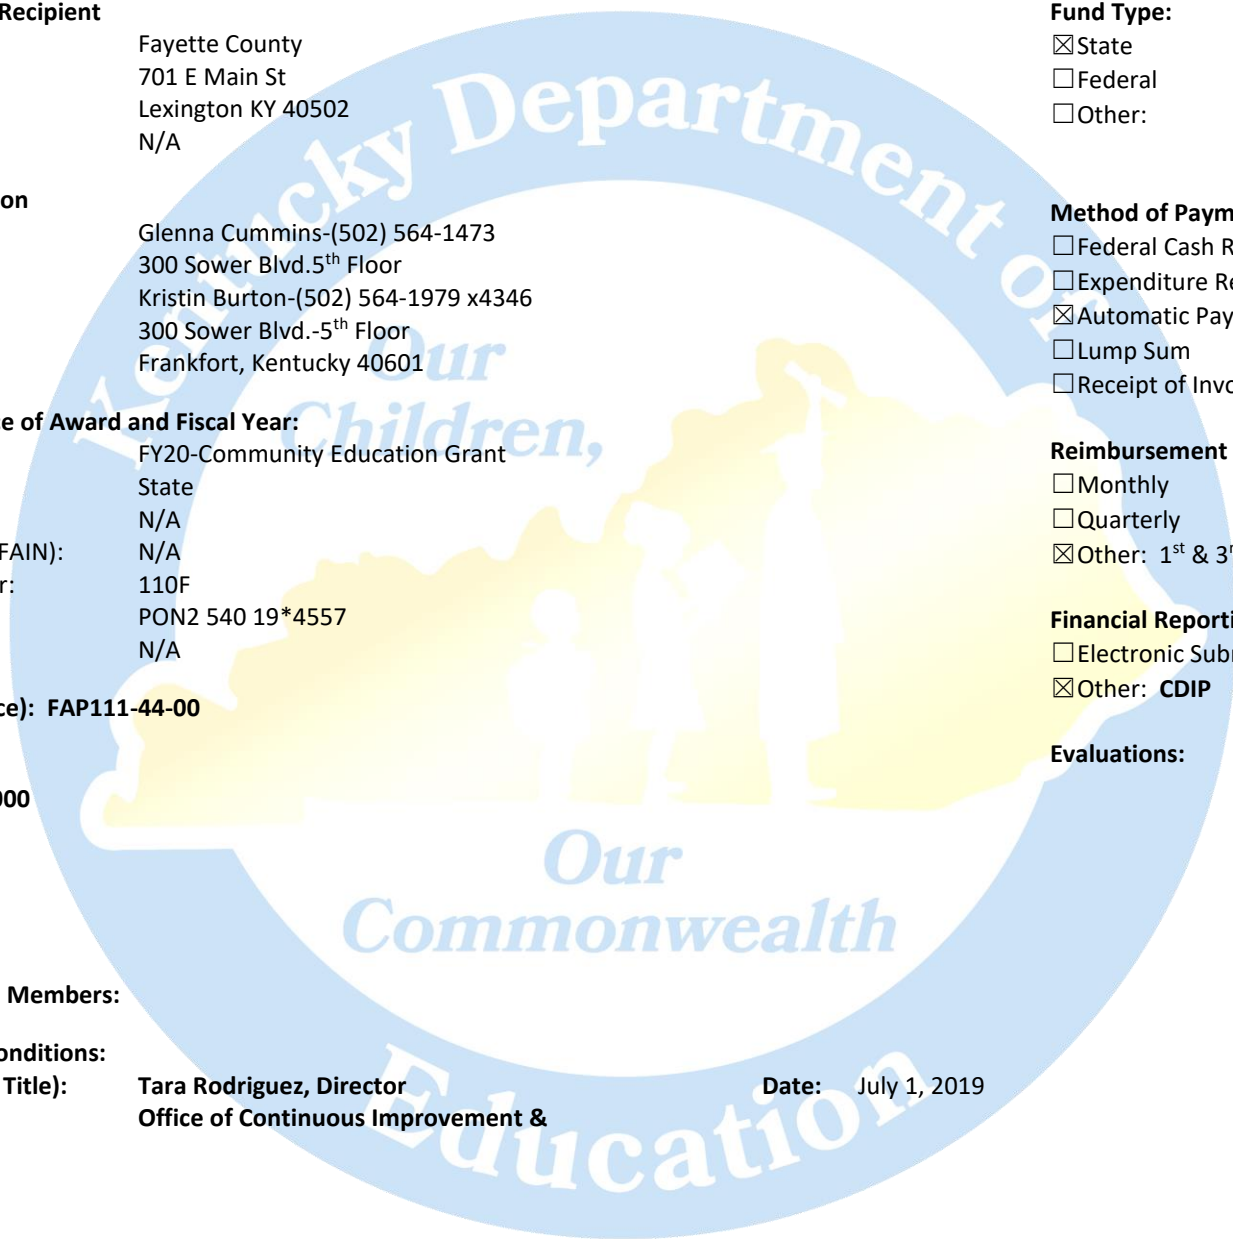 Recipient
Fayette County
701 E Main St
Lexington KY 40502
N/A
on
Glenna Cummins-(502) 564-1473
300 Sower Blvd.5th Floor
Kristin Burton-(502) 564-1979 x4346
300 Sower Blvd.-5th Floor
Frankfort, Kentucky 40601
e of Award and Fiscal Year:
FY20-Community Education Grant
State
N/A
FAIN): N/A
r: 110F
PON2 540 19*4557
N/A
ce): FAP111-44-00
000
Members:
onditions:
Title): Tara Rodriguez, Director Date: July 1, 2019
Office of Continuous Improvement &
Fund Type:
☒State
☐Federal
☐Other:
Method of Paym
☐Federal Cash R
☐Expenditure Re
☒Automatic Pay
☐Lump Sum
☐Receipt of Invo
Reimbursement
☐Monthly
☐Quarterly
☒Other: 1st & 3r
Financial Reporti
☐Electronic Sub
☒Other: CDIP
Evaluations:
Kentucky Department of
Education
Our
Children,
Our
Commonwealth